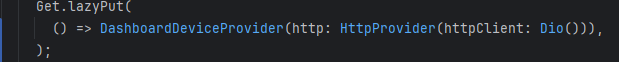 Get.lazyPut(
() => DashboardDeviceProvider(http: HttpProvider(httpClient: Dio())),
);